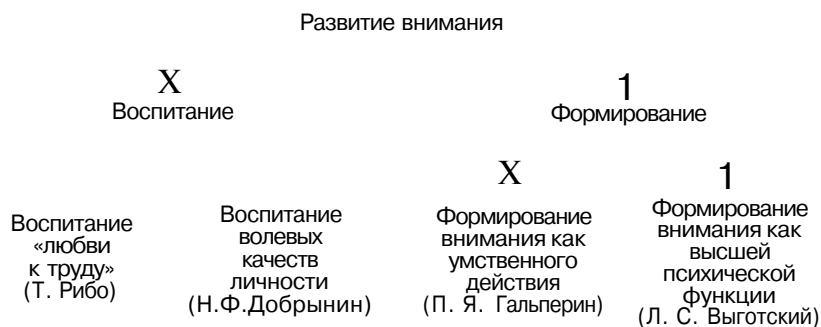 Развитие внимания
X
1
Воспитание
Формирование
X
1
Воспитание
«любви
к труду»
(Т. Рибо)
Воспитание
волевых
качеств
личности
(Н.Ф.Добрынин)
Формирование
внимания как
умственного
действия
(П. Я. Гальперин)
Формирование
внимания как
высшей
психической
функции
(Л. С. Выготский)